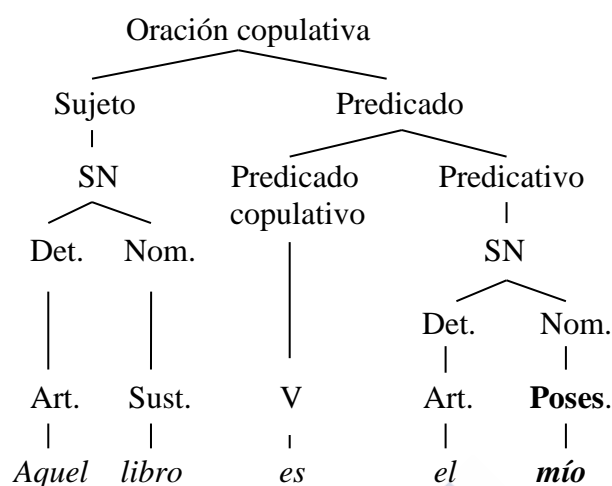 Oración copulativa
Sujeto Predicado
SN Predicado copulativo Predicativo
Det. Nom. SN
Det. Nom.
Art. Sust. V Art. Poses.
Aquel libro es el mío